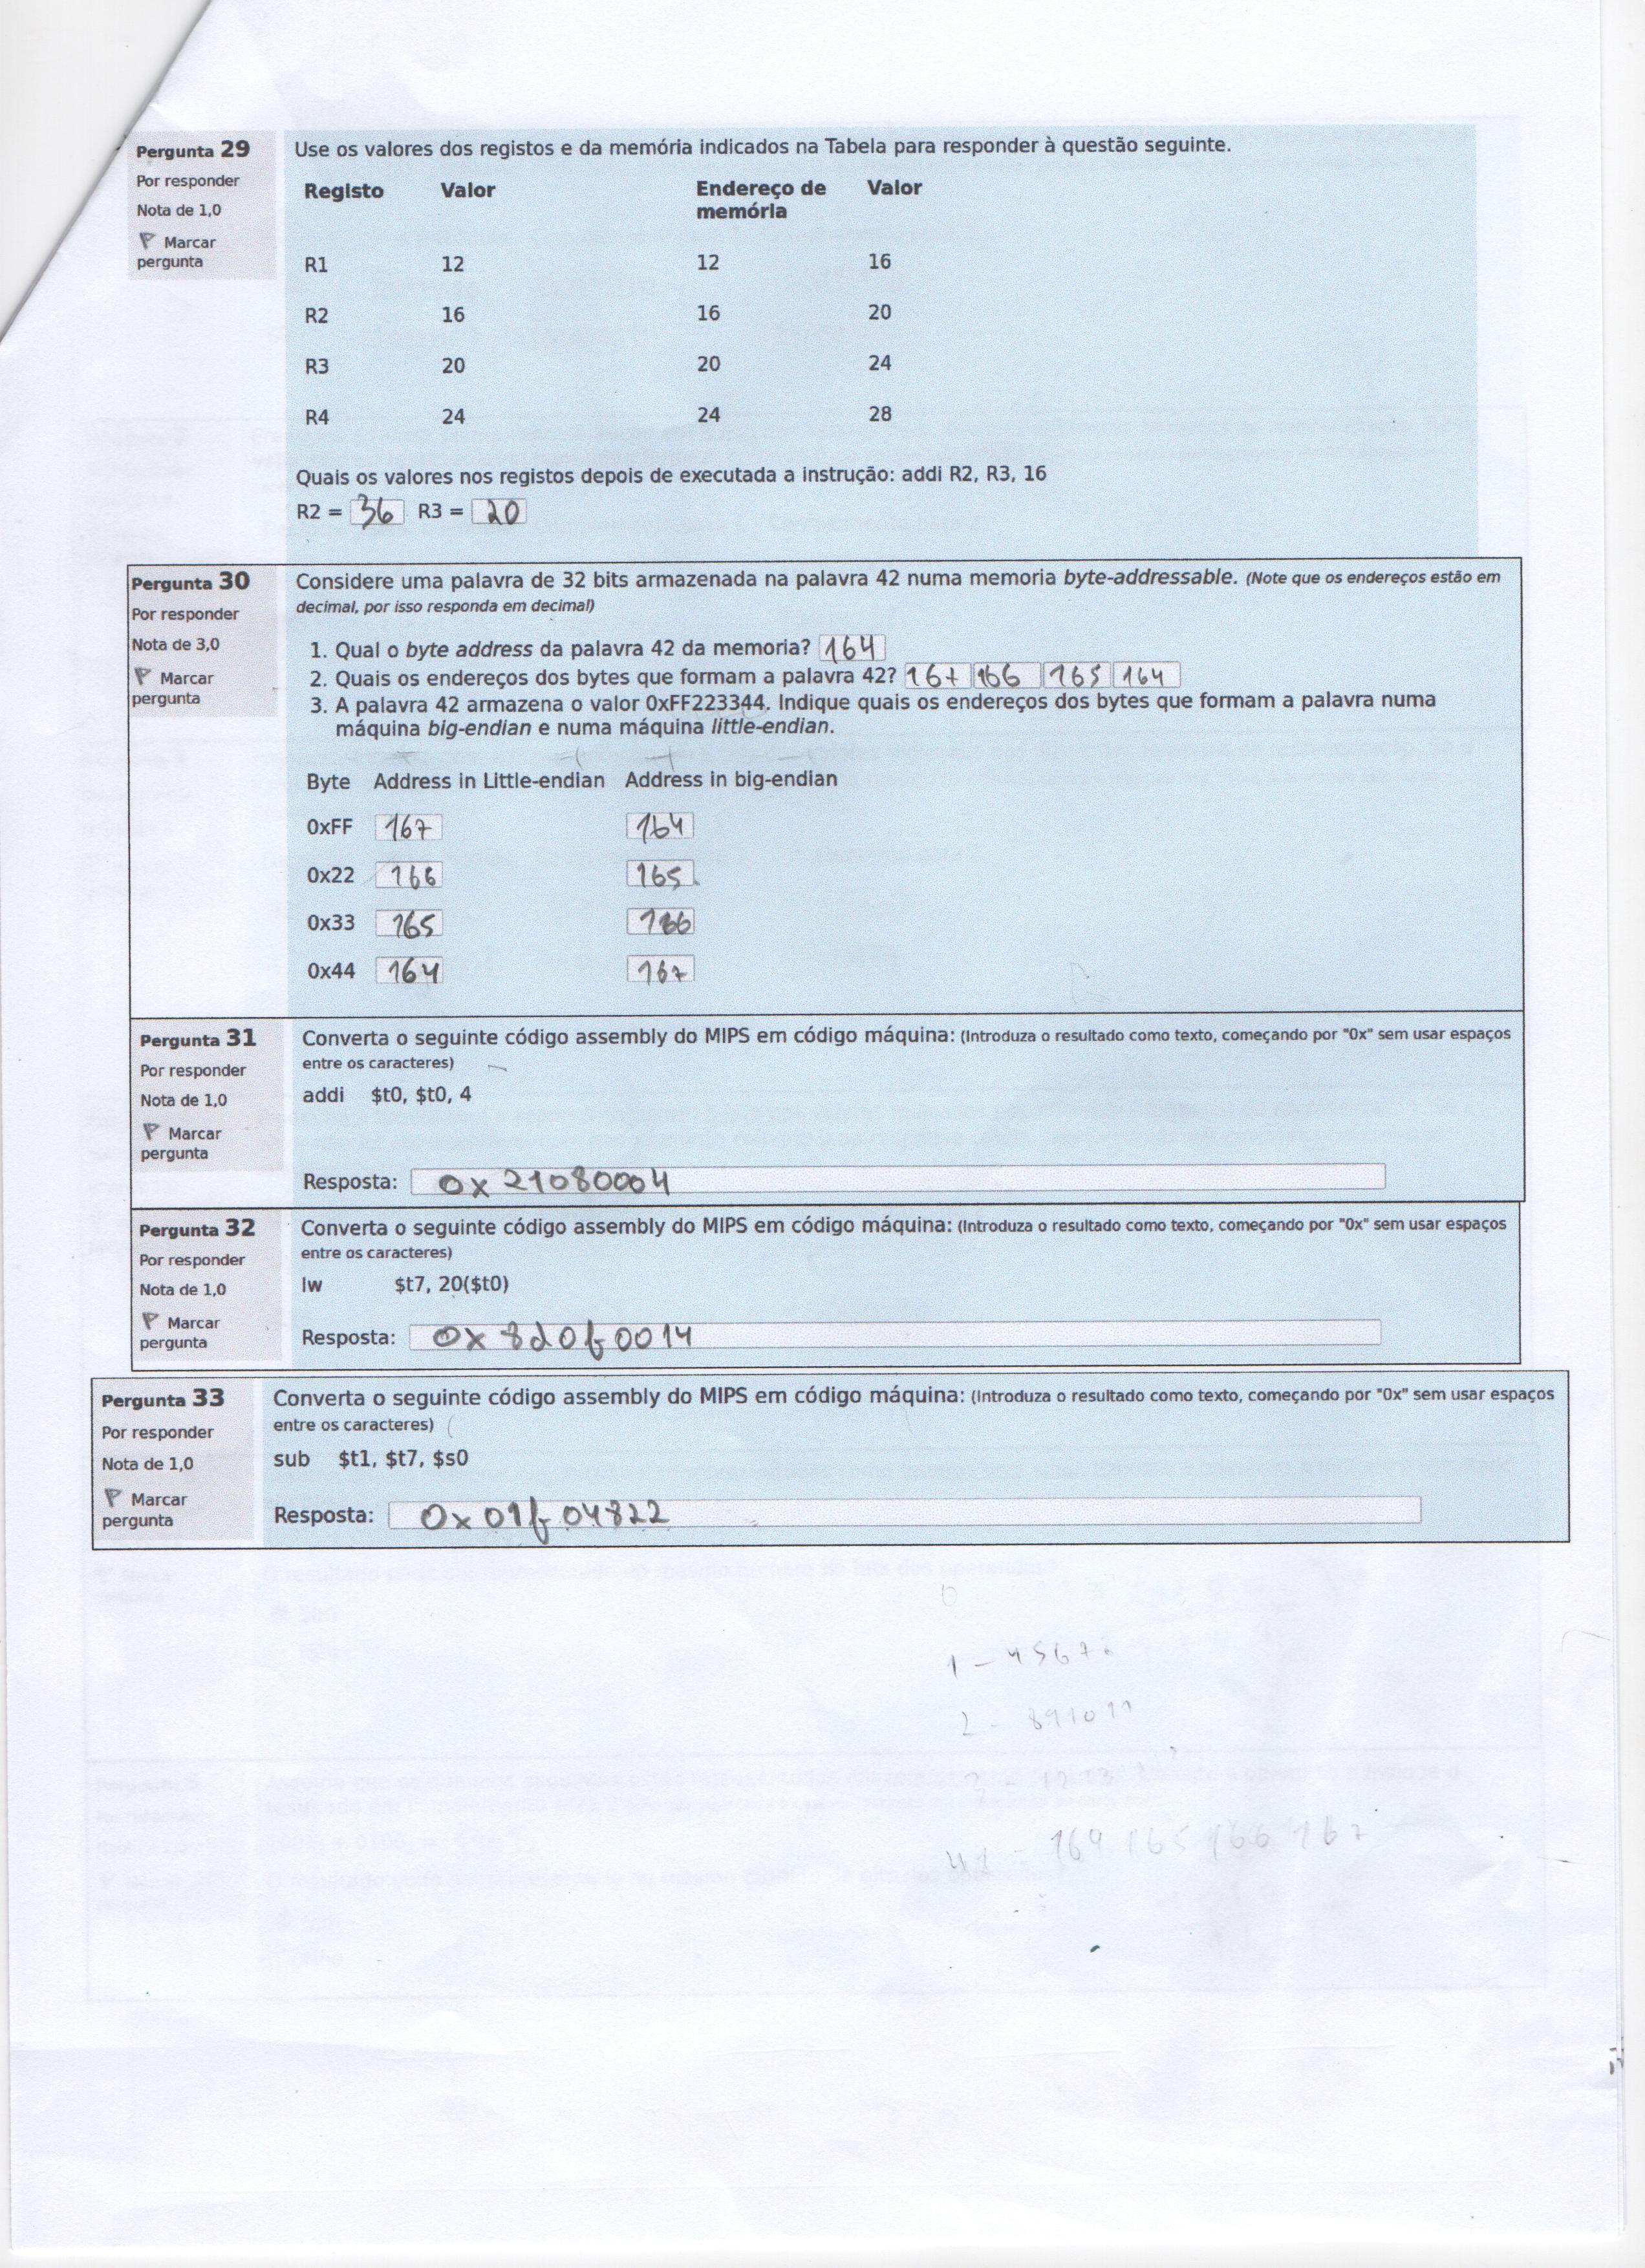 Pergunta 29
Por responder
Nota de 1,0
Marcar
pergunta
Use os valores dos registos e da memória indicados na Tabela para responder à questão seguinte.
Registo Valor Endereço de memória Valor
R1 12 12 16
R2 16 16 20
R3 20 20 24
R4 24 24 28
Quais os valores nos registos depois de executada a instrução: addi R2, R3, 16
R2 = 36 R3 = 20
Pergunta 30
Por responder
Nota de 3,0
Marcar
pergunta
Considere uma palavra de 32 bits armazenada na palavra 42 numa memoria byte-addressable. (Note que os endereços estão em
decimal, por isso responda em decimal)
1. Qual o byte address da palavra 42 da memoria? 164
2. Quais os endereços dos bytes que formam a palavra 42? 167 166 165 164
3. A palavra 42 armazena o valor 0xFF223344. Indique quais os endereços dos bytes que formam a palavra numa
máquina big-endian e numa máquina little-endian.
Byte Address in Little-endian Address in big-endian
0xFF 167 164
0x22 166 165
0x33 165 166
0x44 164 167
Pergunta 31
Por responder
Nota de 1,0
Marcar
pergunta
Converta o seguinte código assembly do MIPS em código máquina: (Introduza o resultado como texto, começando por "0x" sem usar espaços
entre os caracteres)
addi $t0, $t0, 4
Resposta: 0x21080004
Pergunta 32
Por responder
Nota de 1,0
Marcar
pergunta
Converta o seguinte código assembly do MIPS em código máquina: (Introduza o resultado como texto, começando por "0x" sem usar espaços
entre os caracteres)
lw $t7, 20($t0)
Resposta: 0x8d0f0014
Pergunta 33
Por responder
Nota de 1,0
Marcar
pergunta
Converta o seguinte código assembly do MIPS em código máquina: (Introduza o resultado como texto, começando por "0x" sem usar espaços
entre os caracteres)
sub $t1, $t7, $s0
Resposta: 0x01f04822
0
1 -
2 - 891011
164 165 166 167